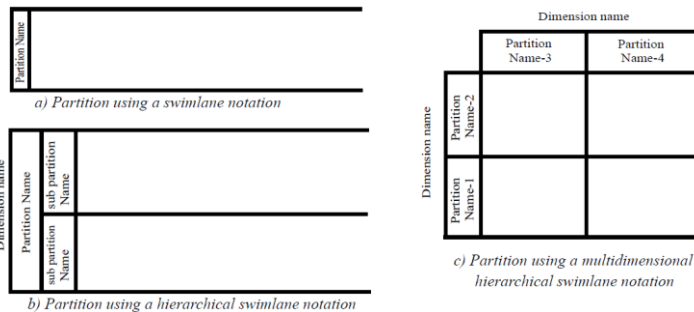 Partition Name
a) Partition using a swimlane notation
Dimension name
Partition Name
sub partition
Name
sub partition
Name
b) Partition using a hierarchical swimlane notation
Dimension name
Partition
Name-3
Partition
Name-4
Dimension name
Partition
Name-2
Partition
Name-1
c) Partition using a multidimensional
hierarchical swimlane notation